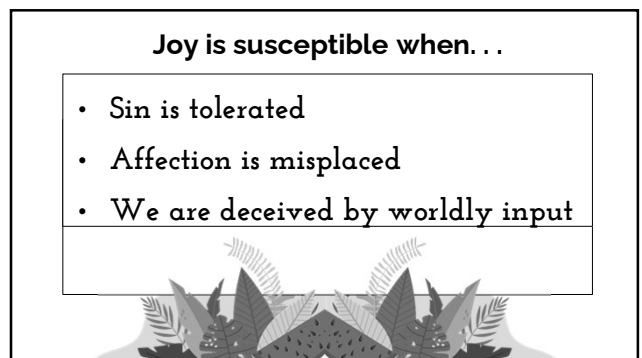 Joy is susceptible when. . .
• Sin is tolerated
• Affection is misplaced
• We are deceived by worldly input